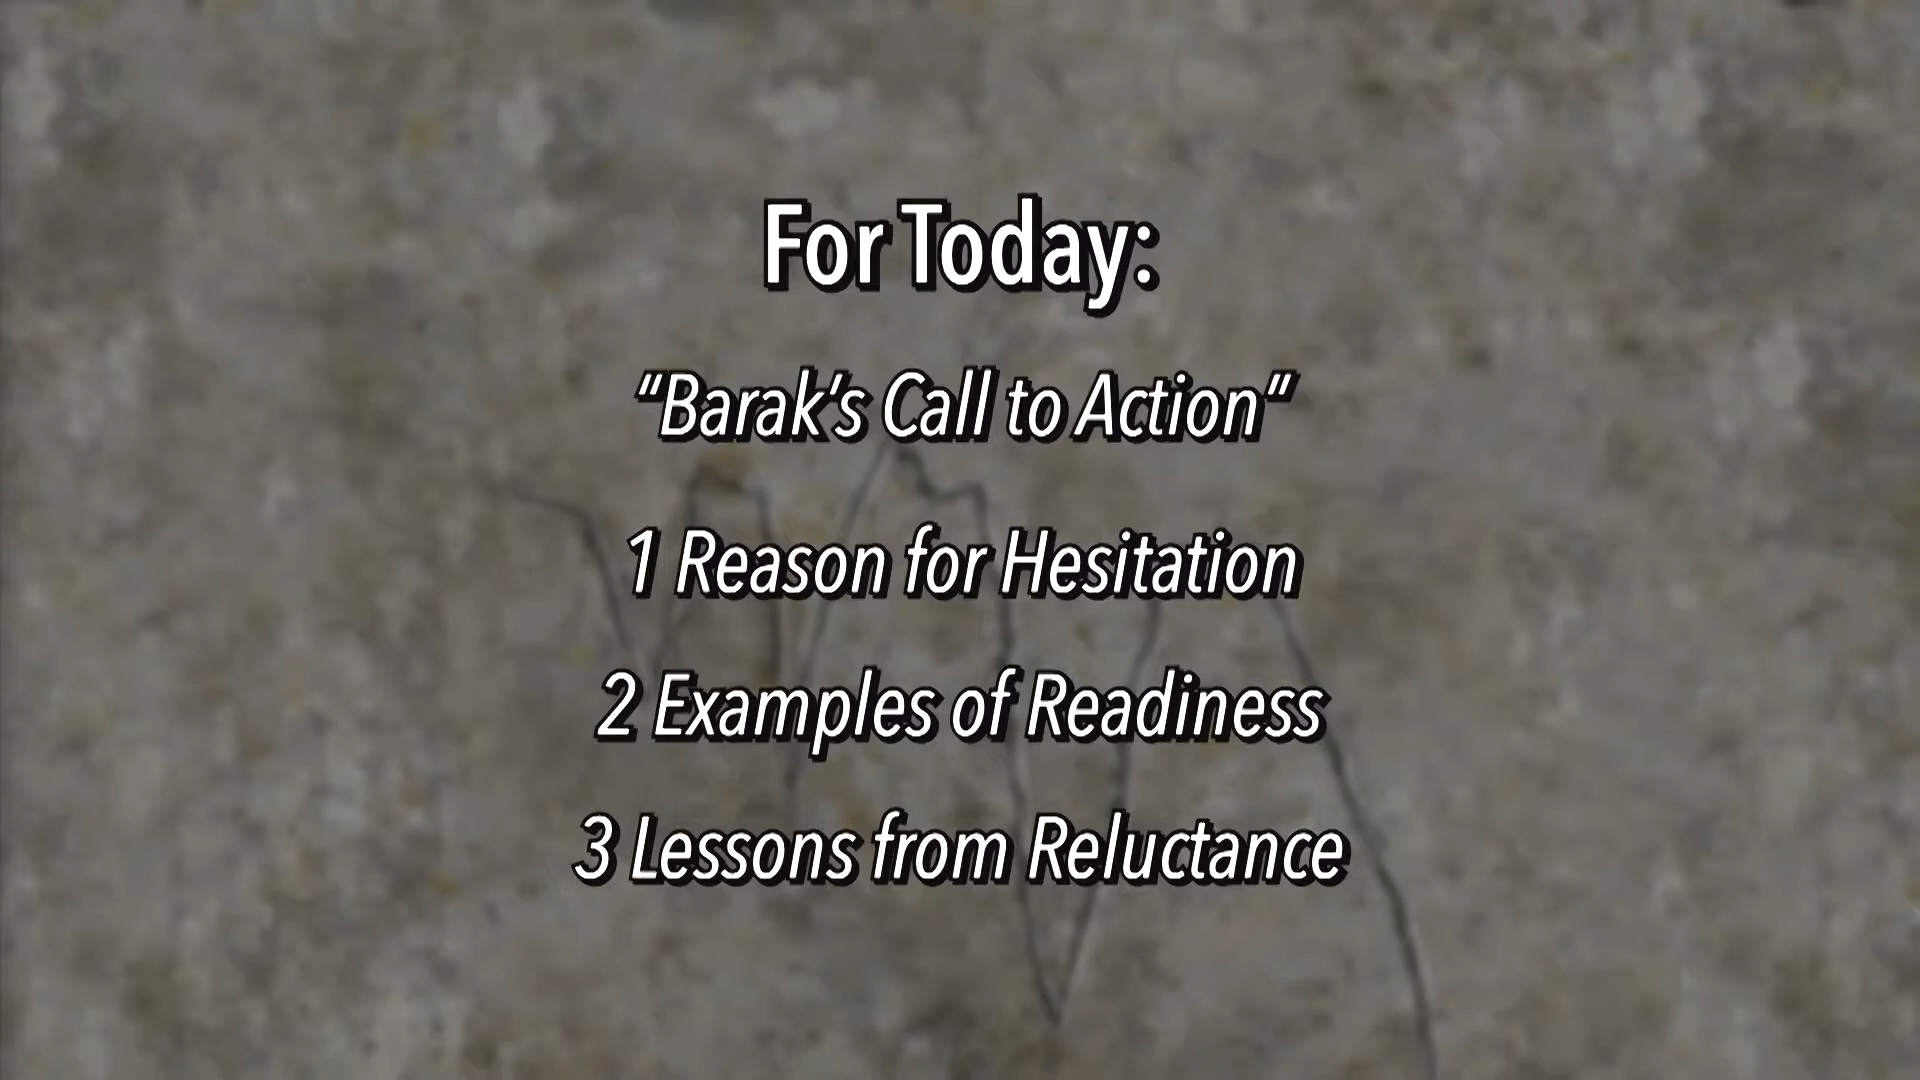 For Today:
“Barak’s Call to Action”
1 Reason for Hesitation
2 Examples of Readiness
3 Lessons from Reluctance